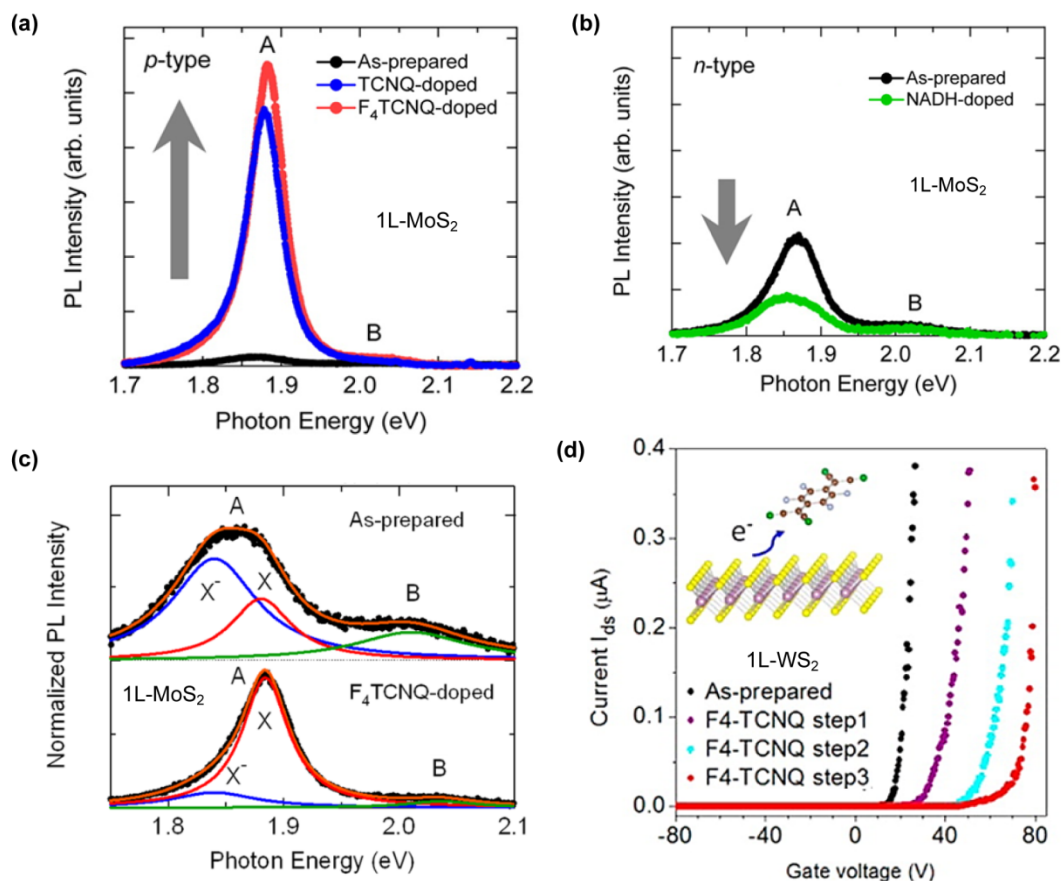 (a)
p-type
A
As-prepared
TCNQ-doped
F₄TCNQ-doped
1L-MoS₂
B
PL Intensity (arb. units)
1.7 1.8 1.9 2.0 2.1 2.2
Photon Energy (eV)
(b)
n-type
As-prepared
NADH-doped
1L-MoS₂
A
B
PL Intensity (arb. units)
1.7 1.8 1.9 2.0 2.1 2.2
Photon Energy (eV)
(c)
A
As-prepared
X⁻
X
B
1L-MoS₂
A
F₄TCNQ-doped
X
X⁻
B
Normalized PL Intensity
1.8 1.9 2.0 2.1
Photon Energy (eV)
(d)
0.4
0.3
0.2
0.1
0.0
e⁻
1L-WS₂
As-prepared
F4-TCNQ step1
F4-TCNQ step2
F4-TCNQ step3
Current I_ds (μA)
-80 -40 0 40 80
Gate voltage (V)